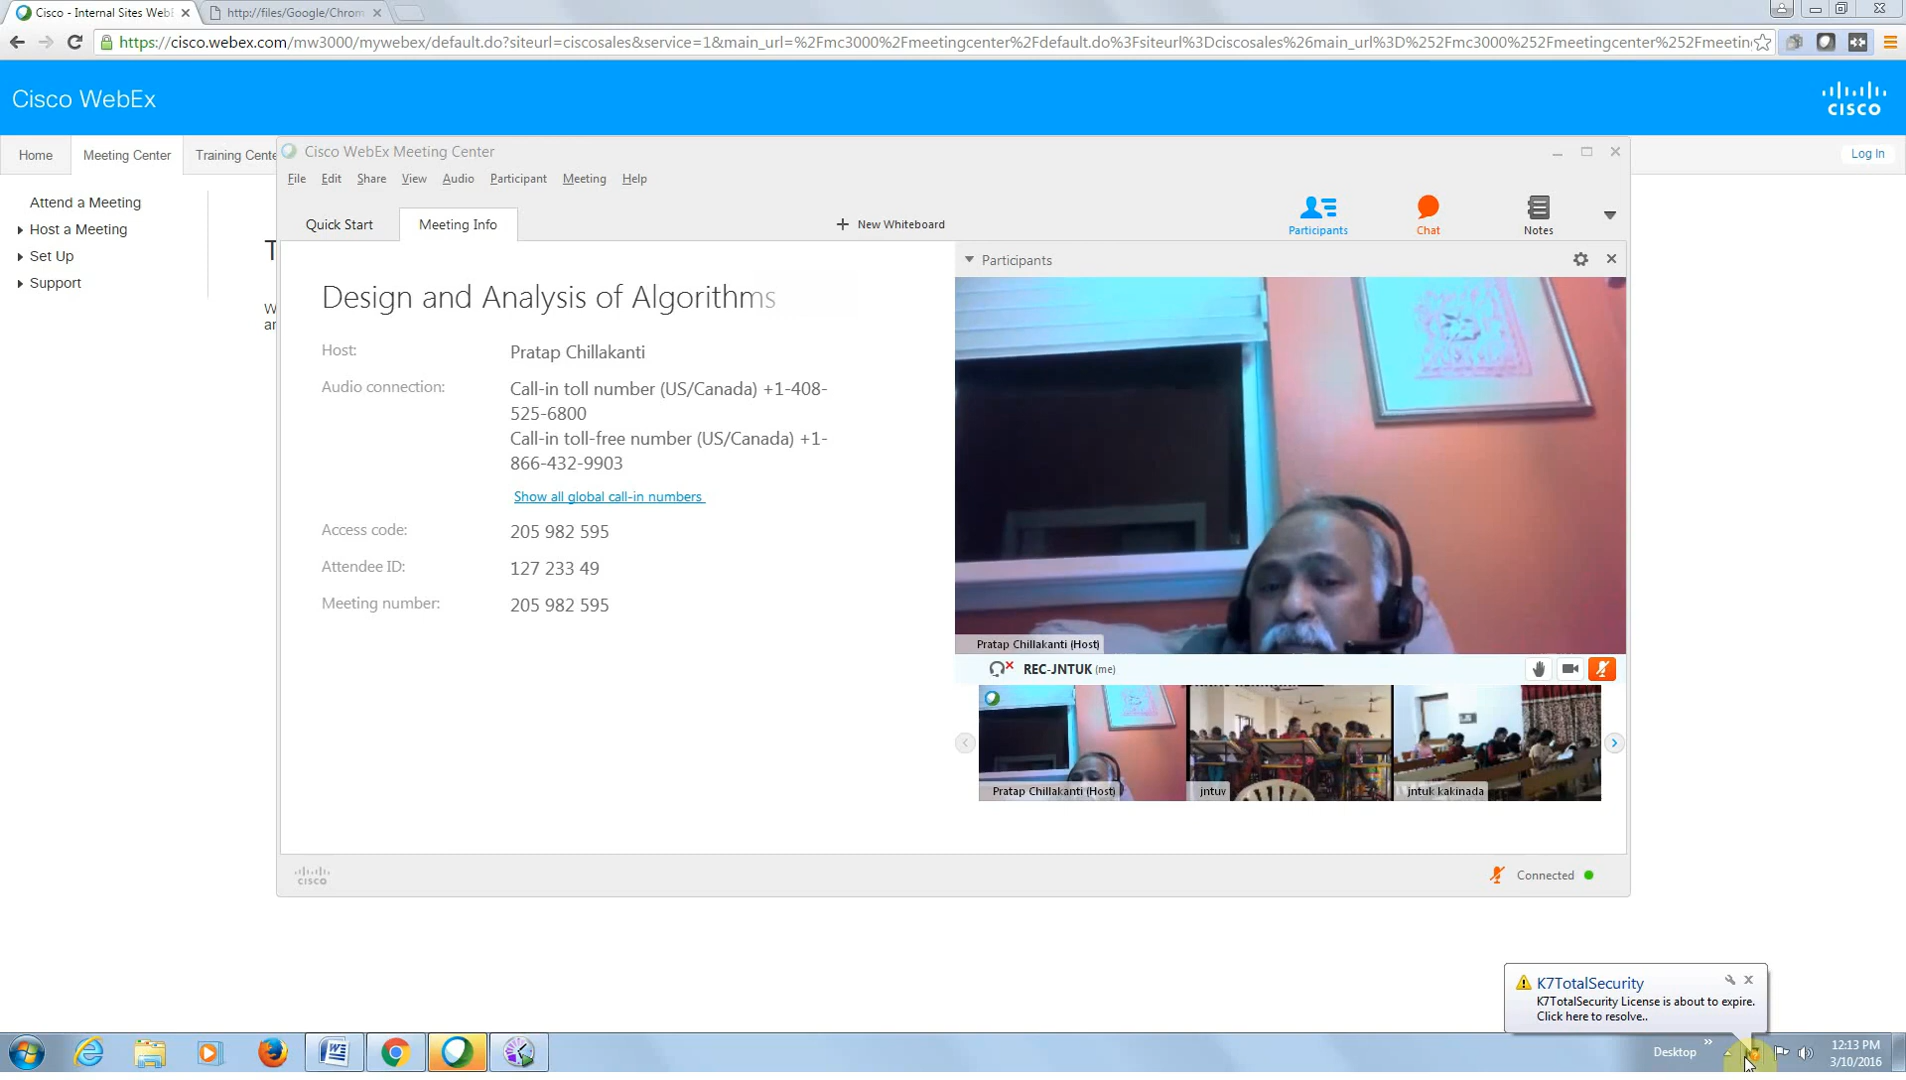 Cisco - Internal Sites WebE
http://files/Google/Chrom
https://cisco.webex.com/mw3000/mywebex/default.do?siteurl=ciscosales&service=1&main_url=%2Fmc3000%2Fmeetingcenter%2Fdefault.do%3Fsiteurl%3Dciscosales%26main_url%3D%252Fmc3000%252Fmeetingcenter%252Fmeeting
Cisco WebEx
CISCO
Home
Meeting Center
Training Cente
Log In
Attend a Meeting
Host a Meeting
Set Up
Support
T
W
ar
Cisco WebEx Meeting Center
File Edit Share View Audio Participant Meeting Help
Quick Start
Meeting Info
New Whiteboard
Participants
Chat
Notes
Participants
Design and Analysis of Algorithms
Host: Pratap Chillakanti
Audio connection: Call-in toll number (US/Canada) +1-408-
525-6800
Call-in toll-free number (US/Canada) +1-
866-432-9903
Show all global call-in numbers
Access code: 205 982 595
Attendee ID: 127 233 49
Meeting number: 205 982 595
Pratap Chillakanti (Host)
REC-JNTUK (me)
Pratap Chillakanti (Host)
jntuv
jntuk kakinada
CISCO
Connected
K7TotalSecurity
K7TotalSecurity License is about to expire.
Click here to resolve..
Desktop
12:13 PM
3/10/2016